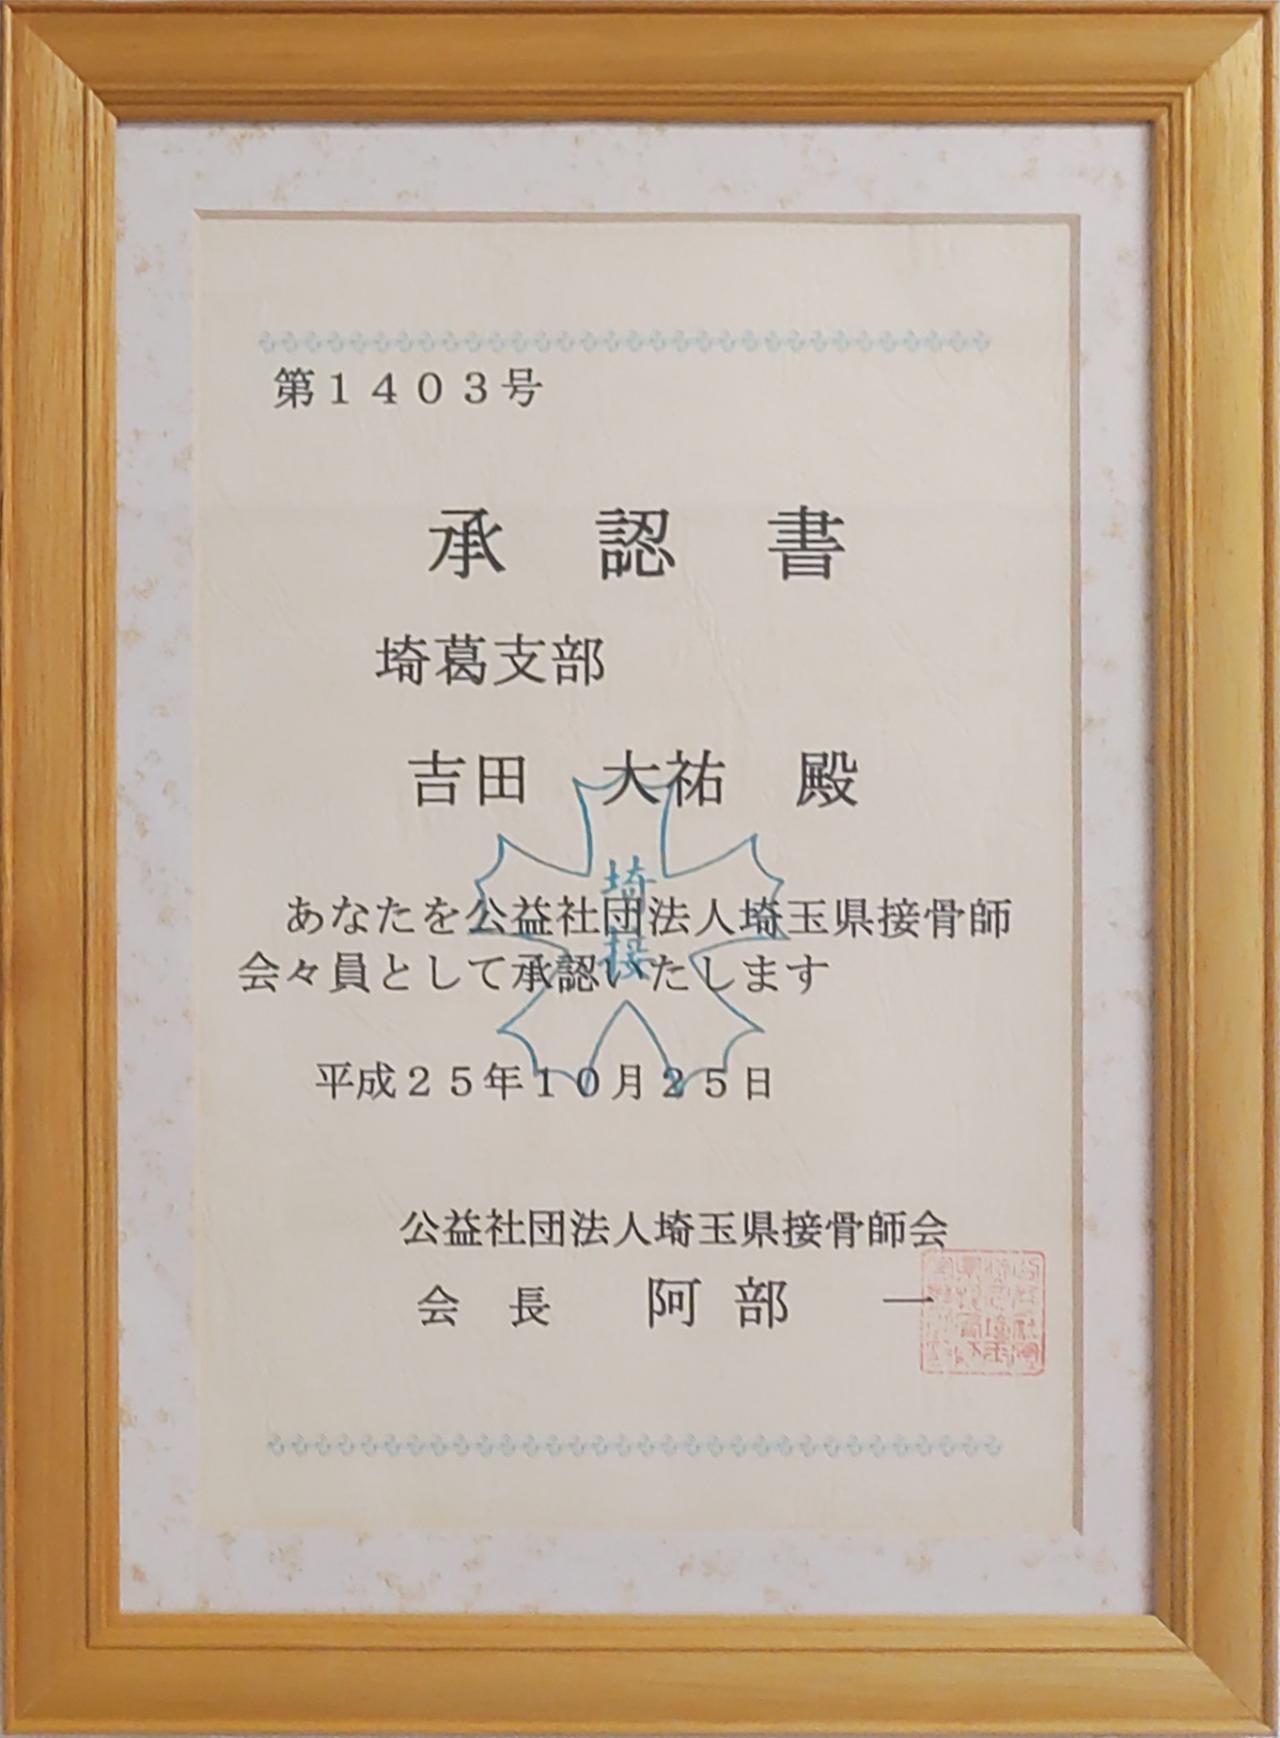 第１４０３号
承認書
埼葛支部
吉田　大祐　殿
埼接
あなたを公益社団法人埼玉県接骨師
会々員として承認いたします
平成２５年１０月２５日
公益社団法人埼玉県接骨師会
会　長　阿部　一